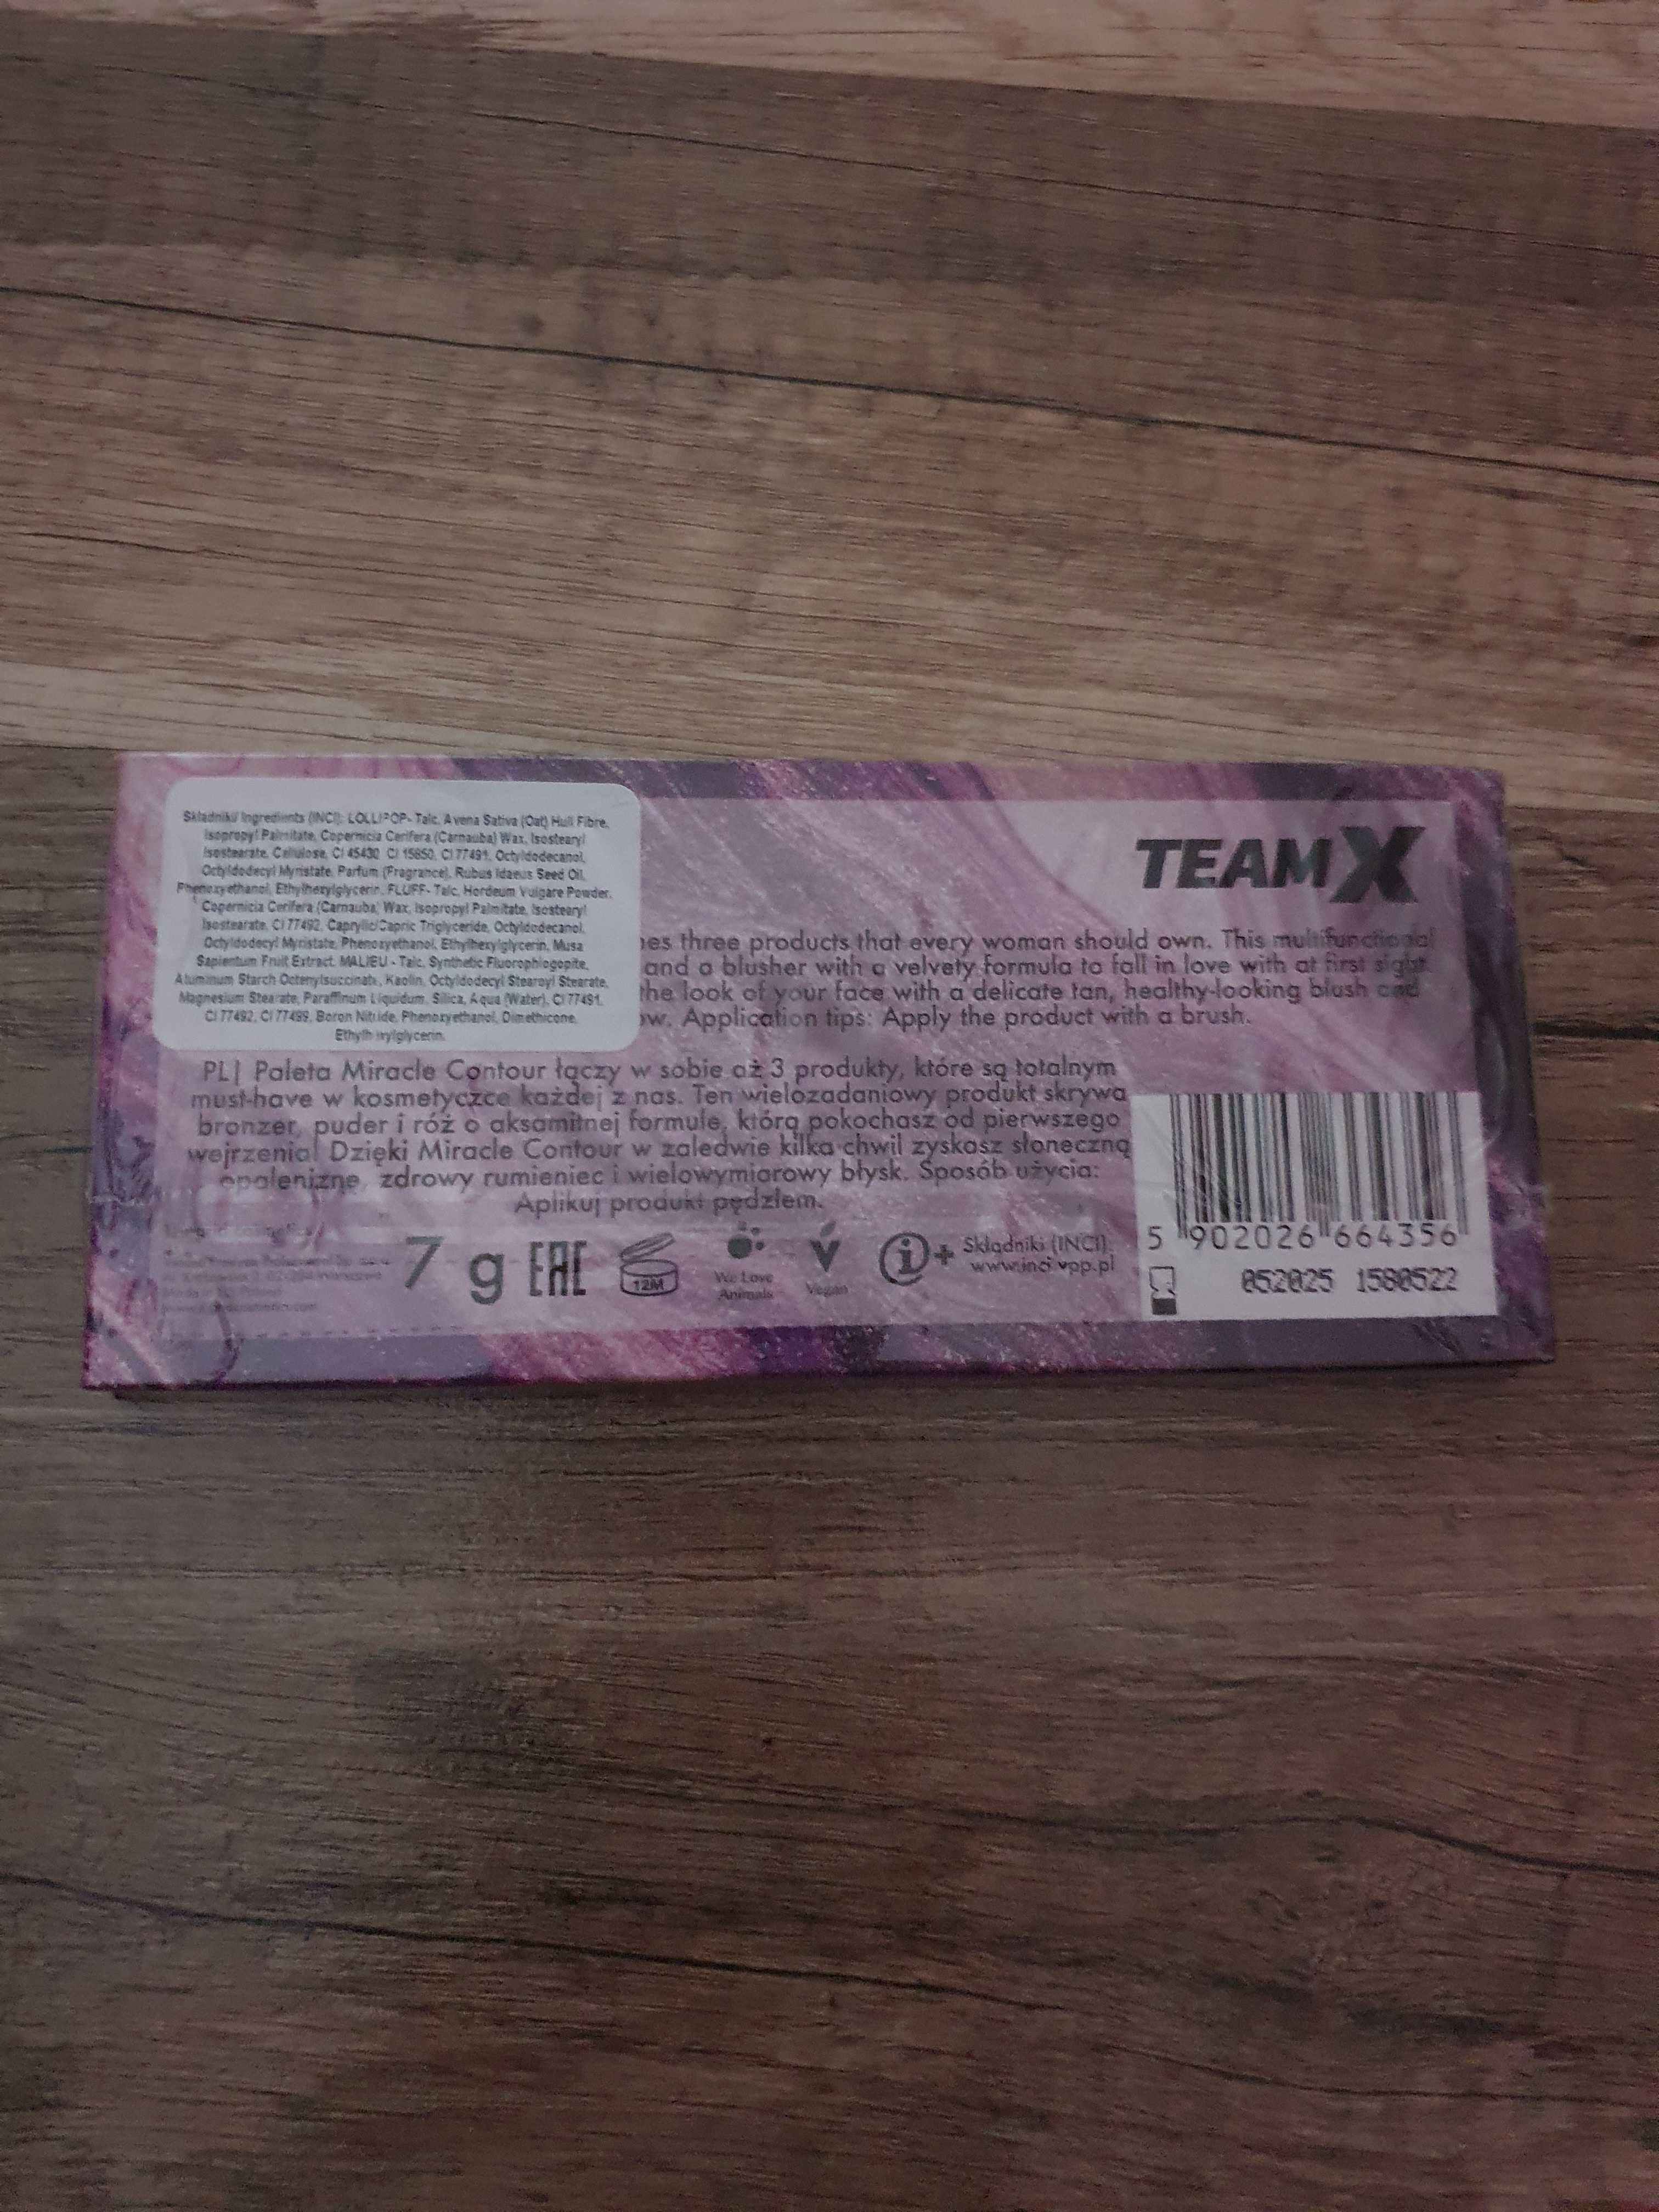 Składniki/ Ingredients (INCI): LOLLIPOP- Talc, Avena Sativa (Oat) Hull Fibre,
Isopropyl Palmitate, Copernicia Cerifera (Carnauba) Wax, Isostearyl
Isostearate, Cellulose, CI 45430 CI 15850, CI 77491, Octyldodecanol,
Octyldodecyl Myristate, Parfum (Fragrance), Rubus Idaeus Seed Oil,
Phenoxyethanol, Ethylhexylglycerin, FLUFF- Talc, Hordeum Vulgare Powder,
Copernicia Cerifera (Carnauba) Wax, Isopropyl Palmitate, Isostearyl
Isostearate, CI 77492, Caprylic/Capric Triglyceride, Octyldodecanol,
Octyldodecyl Myristate, Phenoxyethanol, Ethylhexylglycerin, Musa
Sapientum Fruit Extract. MALIEU - Talc, Synthetic Fluorophlogopite,
Aluminum Starch Octenylsuccinate, Kaolin, Octyldodecyl Stearoyl Stearate,
Magnesium Stearate, Paraffinum Liquidum, Silica, Aqua (Water), CI 77491,
CI 77492, CI 77499, Boron Nitride, Phenoxyethanol, Dimethicone,
Ethylhexylglycerin.
TEAM X
nes three products that every woman should own. This multifunctional
and a blusher with a velvety formula to fall in love with at first sight
the look of your face with a delicate tan, healthy-looking blush and
ow. Application tips: Apply the product with a brush.
PL| Paleta Miracle Contour łączy w sobie aż 3 produkty, które są totalnym
must-have w kosmetyczce każdej z nas. Ten wielozadaniowy produkt skrywa
bronzer, puder i róż o aksamitnej formule, którą pokochasz od pierwszego
wejrzenia! Dzięki Miracle Contour w zaledwie kilka chwil zyskasz słoneczną
opaleniznę, zdrowy rumieniec i wielowymiarowy błysk. Sposób użycia:
Aplikuj produkt pędzlem.
7 g EAC
12M
We Love
Animals
Vegan
i + Składniki (INCI):
www.inci.vpp.pl
5 902026 664356
052025 1580522